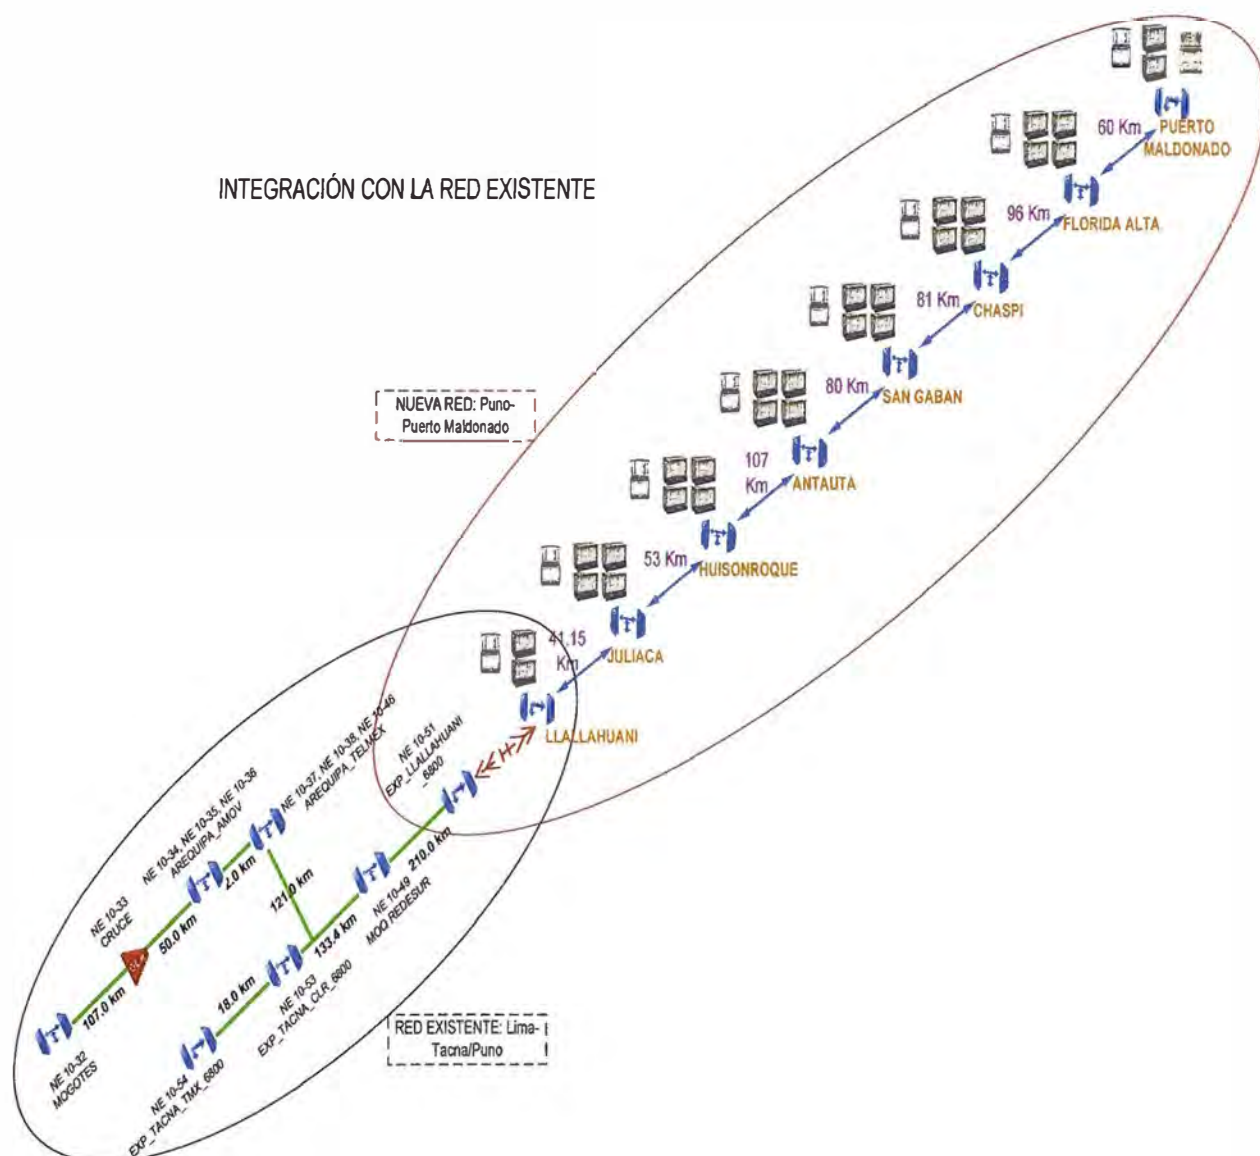 INTEGRACIÓN CON LA RED EXISTENTE
PUERTO
MALDONADO
60 Km
FLORIDA ALTA
96 Km
CHASPI
81 Km
SAN GABAN
80 Km
ANTAUTA
107
Km
HUISONROQUE
53 Km
JULIACA
41.15
Km
LLALLAHUANI
NUEVA RED: Puno-
Puerto Maldonado
NE 10-51
EXP_LLALLAHUANI
_6800
NE 10-37, NE 10-38, NE 10-46
AREQUIPA_TELMEX
NE 10-34, NE 10-35, NE 10-36
AREQUIPA_AMOV
NE 10-33
CRUCE
2.0 km
50.0 km
107.0 km
NE 10-32
MOGOTES
121.0 km
210.0 km
NE 10-49
MOQ REDESUR
133.4 km
NE 10-53
EXP_TACNA_CLR_6800
18.0 km
NE 10-54
EXP_TACNA_TMX_6800
RED EXISTENTE: Lima-
Tacna/Puno